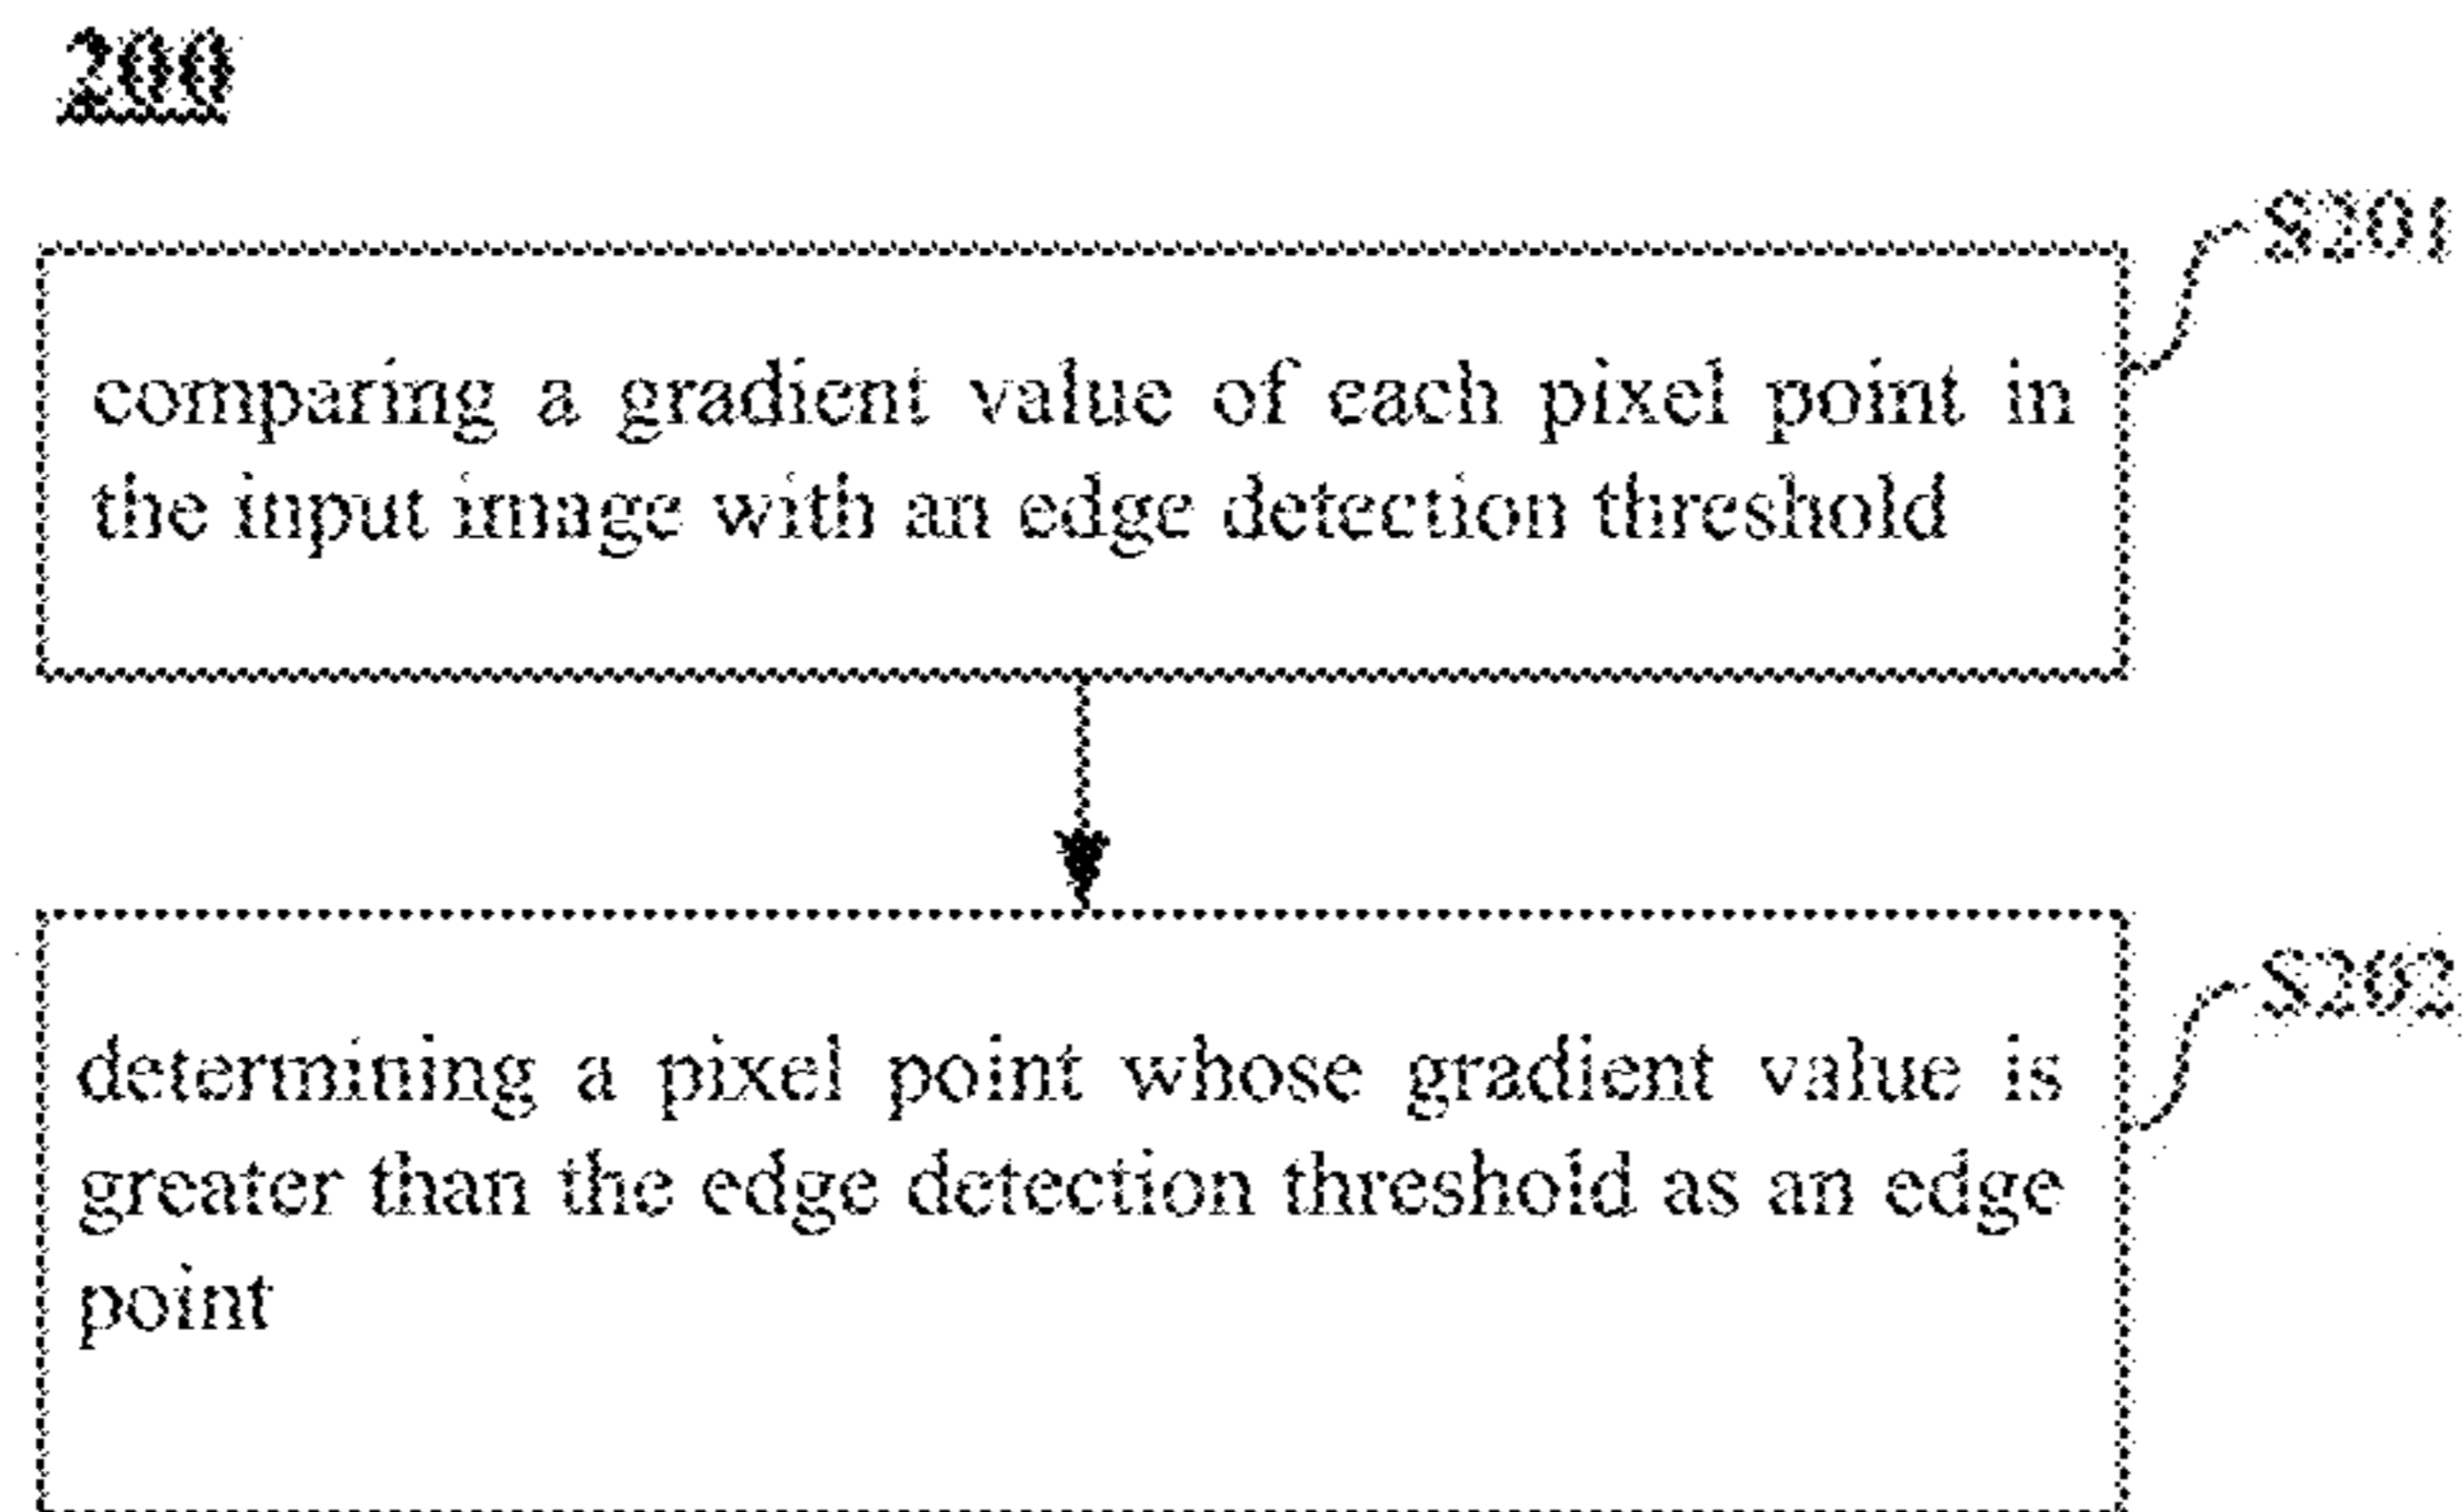 200
S201
comparing a gradient value of each pixel point in
the input image with an edge detection threshold
S202
determining a pixel point whose gradient value is
greater than the edge detection threshold as an edge
point